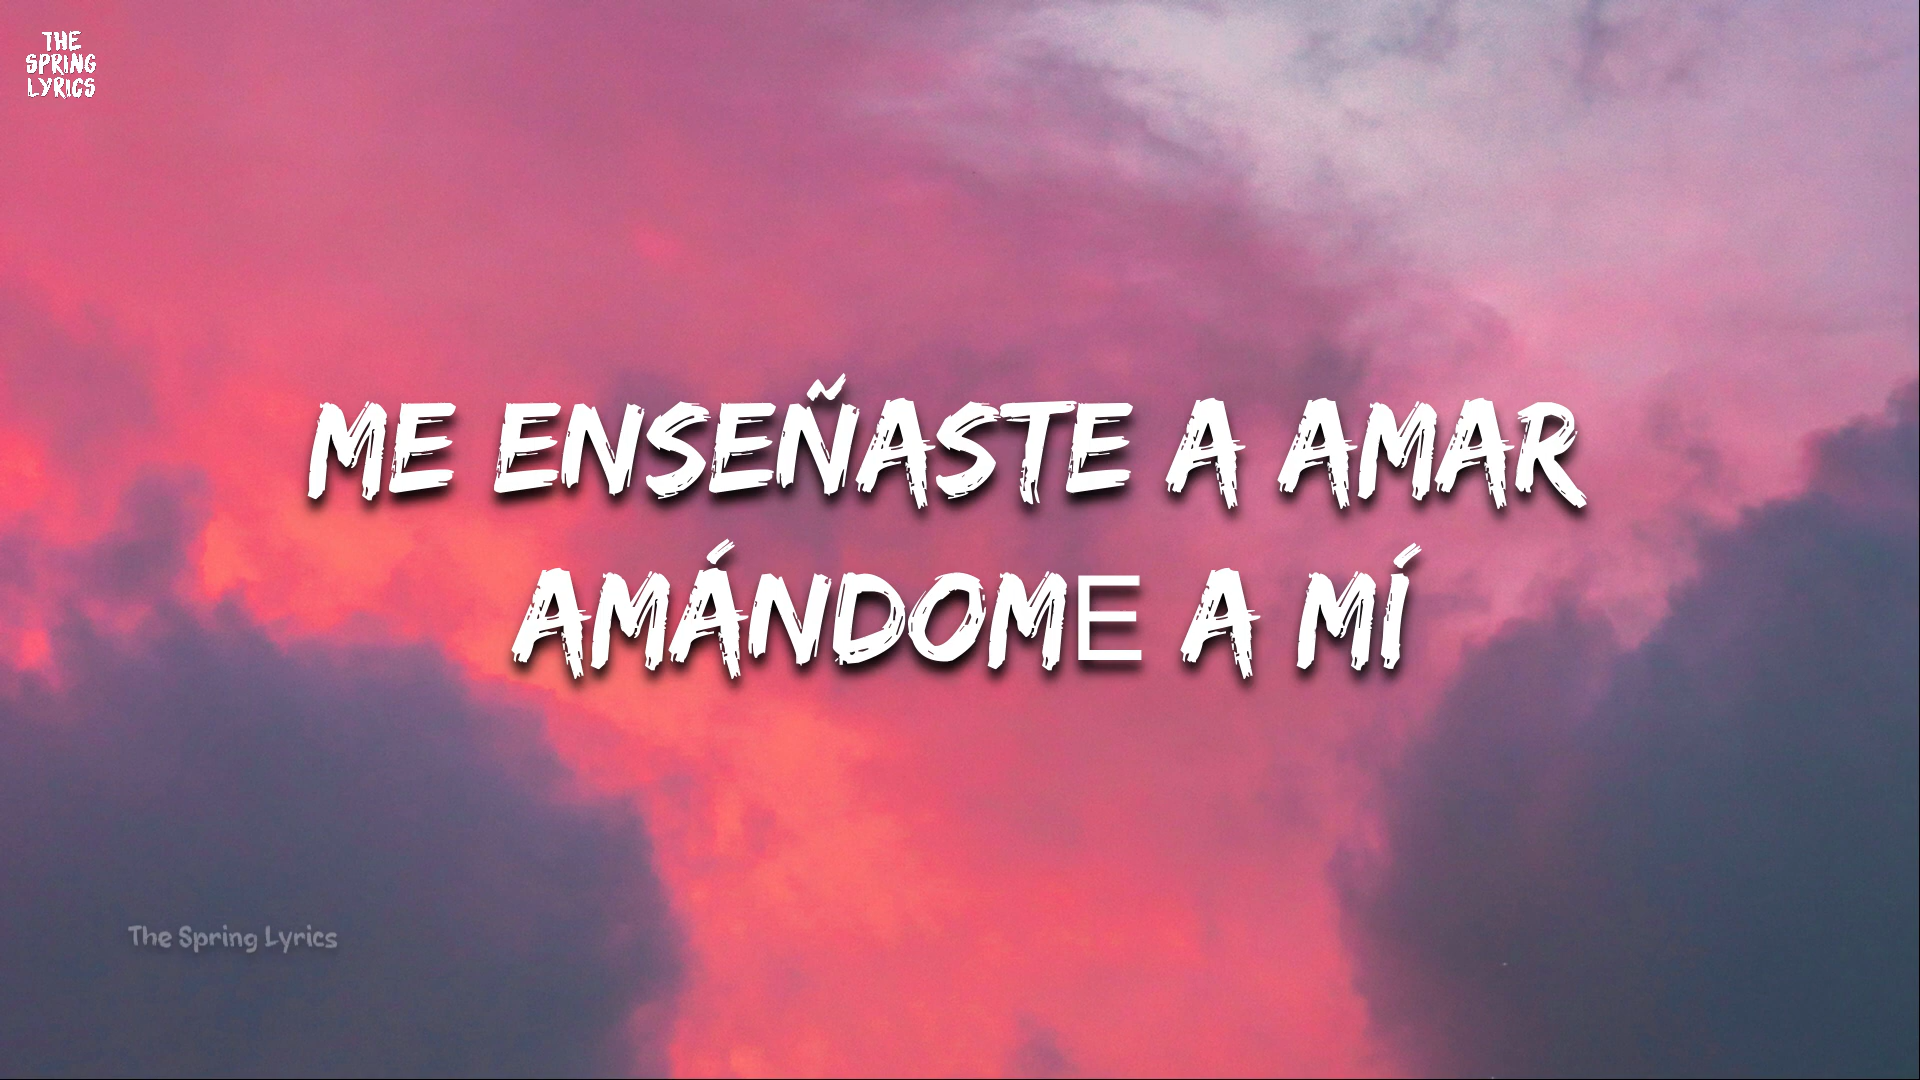 THE
SPRING
LYRICS
ME ENSEÑASTE A AMAR
AMÁNDOME A MÍ
The Spring Lyrics